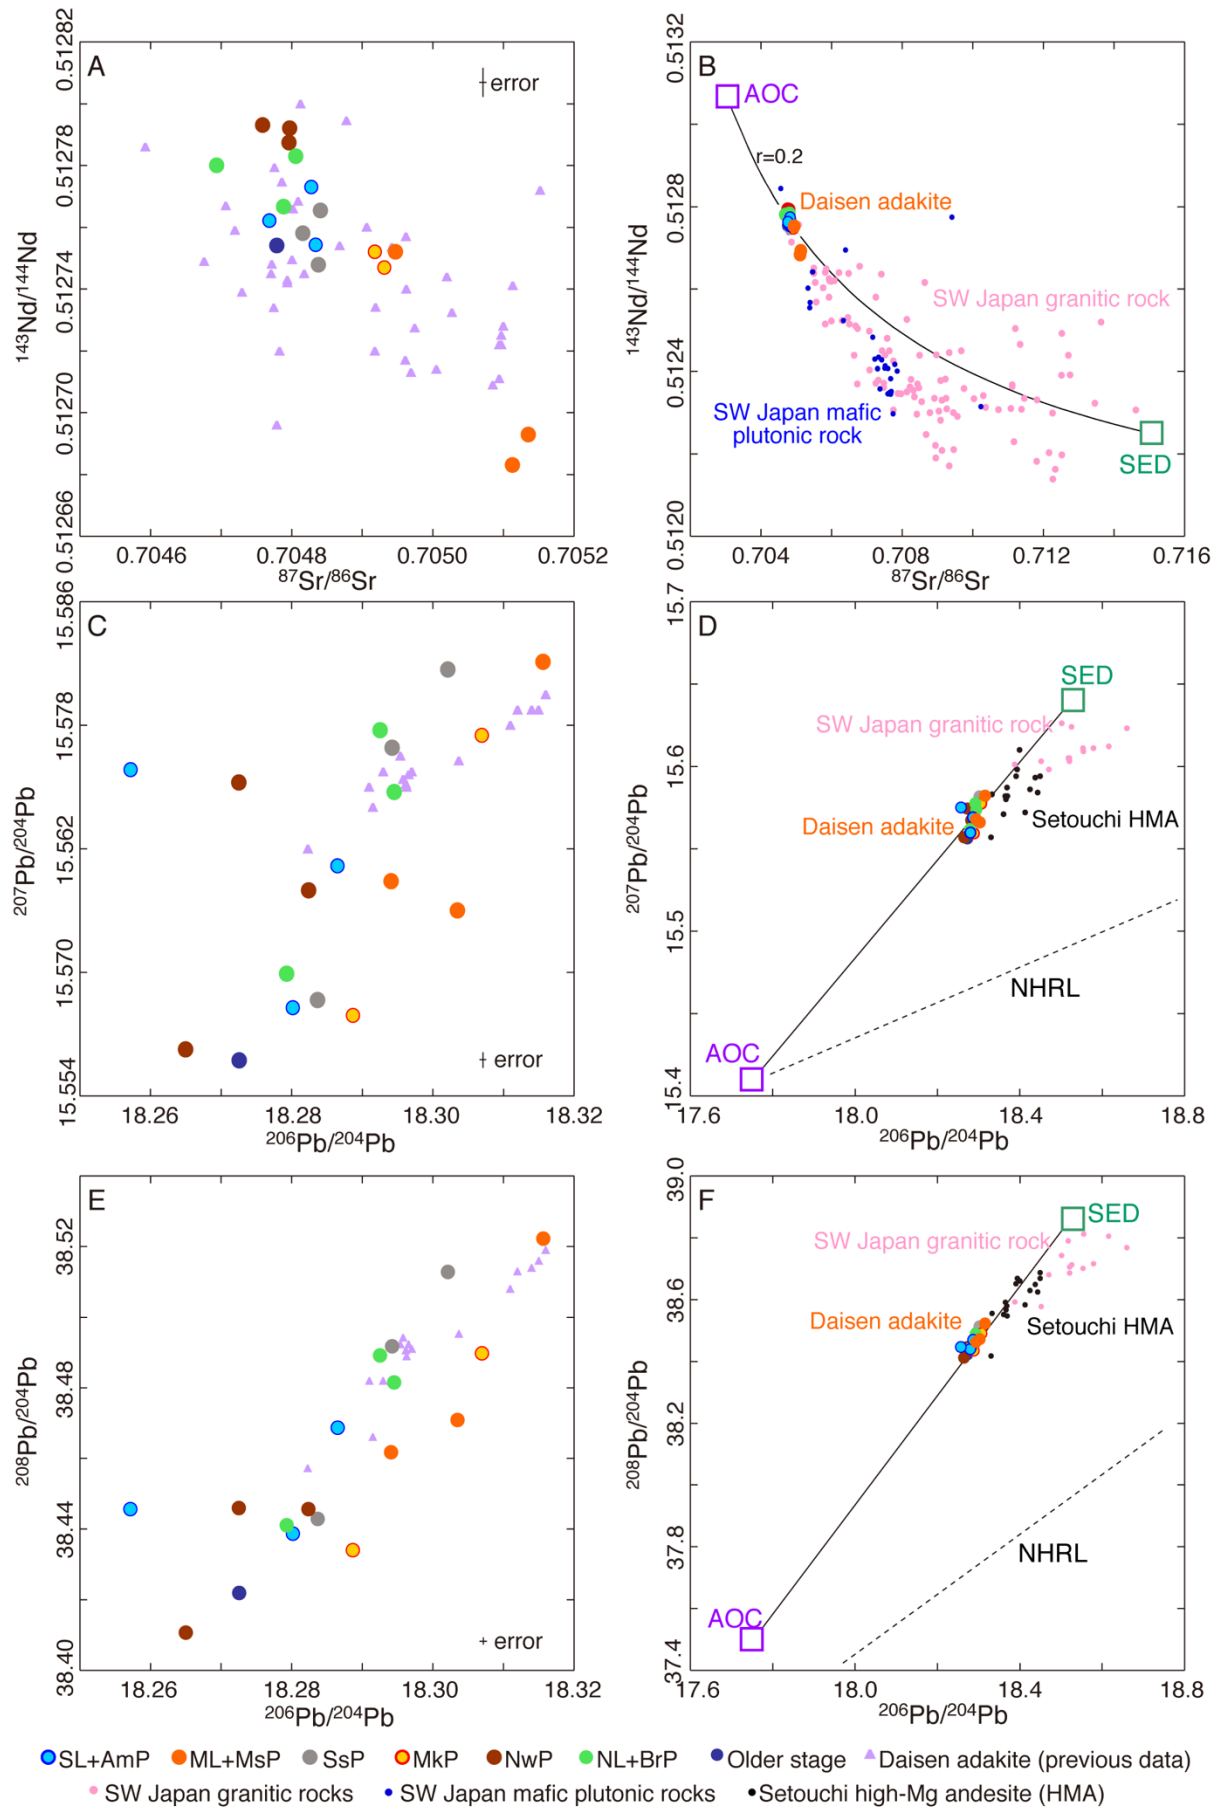 A
error
0.51282
0.51278
0.51274
0.51270
0.51266
143Nd/144Nd
0.7046
0.7048
0.7050
0.7052
87Sr/86Sr
B
AOC
r=0.2
Daisen adakite
SW Japan granitic rock
SW Japan mafic
plutonic rock
SED
0.5132
0.5128
0.5124
0.5120
143Nd/144Nd
0.704
0.708
0.712
0.716
87Sr/86Sr
C
error
15.586
15.578
15.562
15.570
15.554
207Pb/204Pb
18.26
18.28
18.30
18.32
206Pb/204Pb
D
SED
SW Japan granitic rock
Daisen adakite
Setouchi HMA
NHRL
AOC
15.7
15.6
15.5
15.4
207Pb/204Pb
17.6
18.0
18.4
18.8
206Pb/204Pb
E
error
38.52
38.48
38.44
38.40
208Pb/204Pb
18.26
18.28
18.30
18.32
206Pb/204Pb
F
SED
SW Japan granitic rock
Daisen adakite
Setouchi HMA
NHRL
AOC
39.0
38.6
38.2
37.8
37.4
208Pb/204Pb
17.6
18.0
18.4
18.8
206Pb/204Pb
SL+AmP ML+MsP SsP MkP NwP NL+BrP Older stage Daisen adakite (previous data)
SW Japan granitic rocks SW Japan mafic plutonic rocks Setouchi high-Mg andesite (HMA)